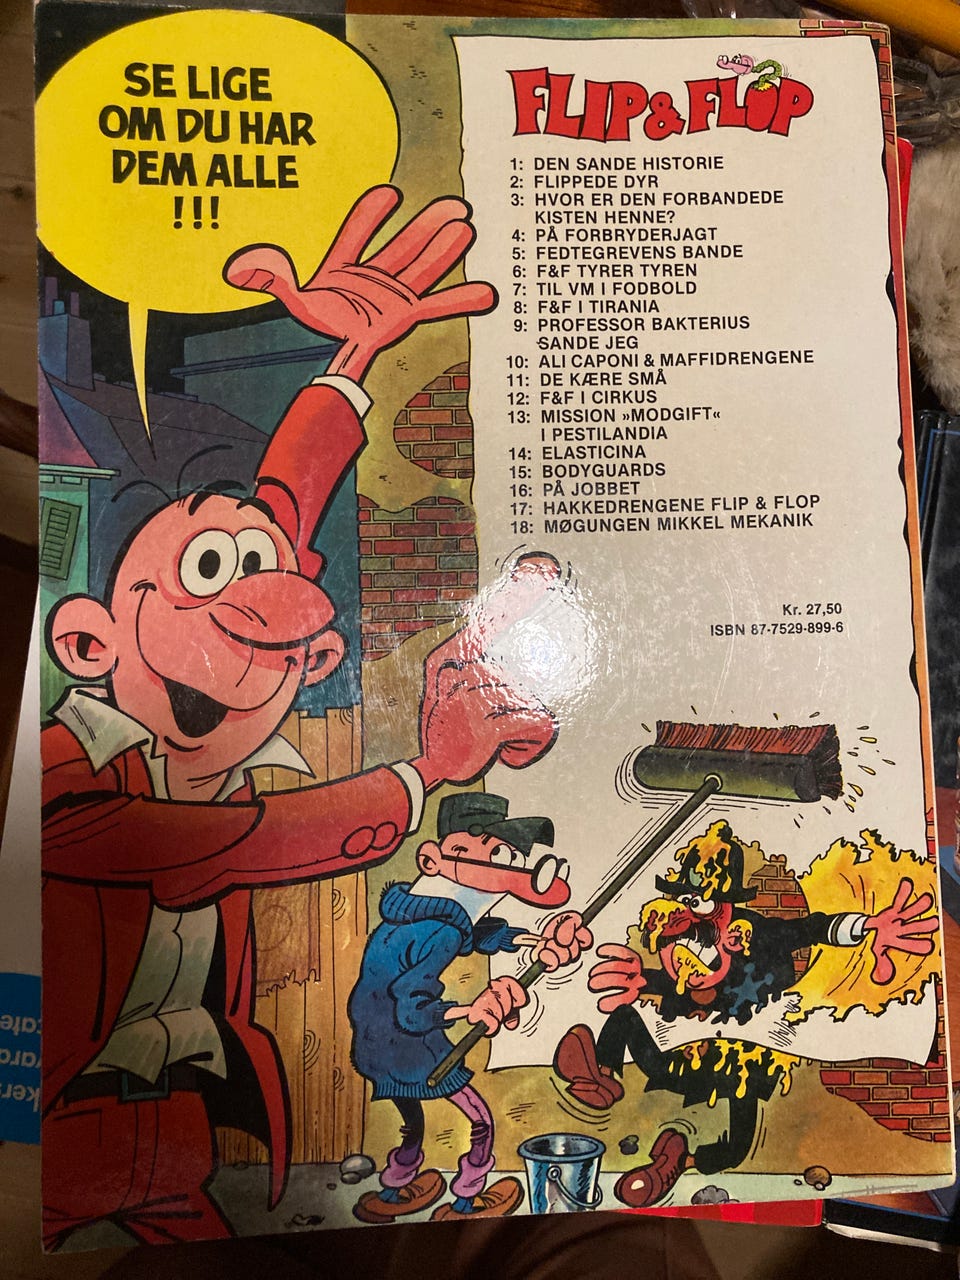 SE LIGE
OM DU HAR
DEM ALLE
!!!
FLIP & FLOP
1: DEN SANDE HISTORIE
2: FLIPPEDE DYR
3: HVOR ER DEN FORBANDEDE
KISTEN HENNE?
4: PÅ FORBRYDERJAGT
5: FEDTEGREVENS BANDE
6: F&F TYRER TYREN
7: TIL VM I FODBOLD
8: F&F I TIRANIA
9: PROFESSOR BAKTERIUS
SANDE JEG
10: ALI CAPONI & MAFFIDRENGENE
11: DE KÆRE SMÅ
12: F&F I CIRKUS
13: MISSION »MODGIFT«
I PESTILANDIA
14: ELASTICINA
15: BODYGUARDS
16: PÅ JOBBET
17: HAKKEDRENGENE FLIP & FLOP
18: MØGUNGEN MIKKEL MEKANIK
Kr. 27,50
ISBN 87-7529-899-6